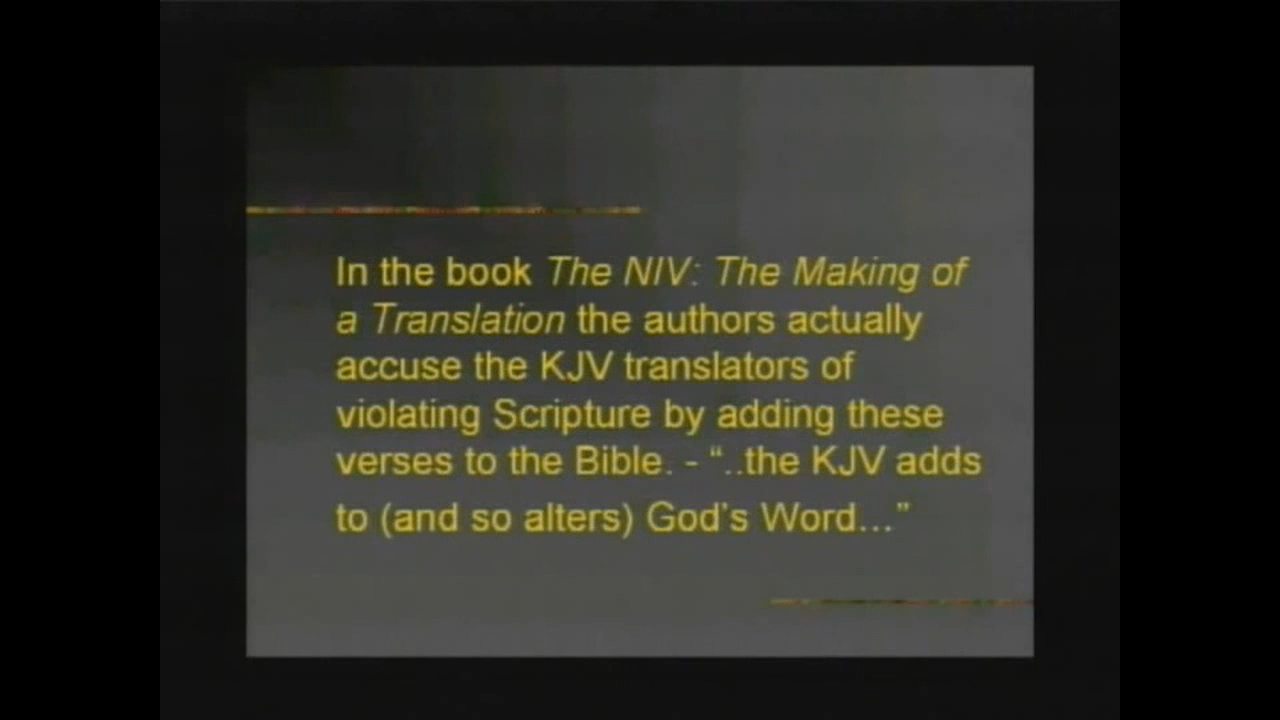 In the book The NIV: The Making of
a Translation the authors actually
accuse the KJV translators of
violating Scripture by adding these
verses to the Bible. - “..the KJV adds
to (and so alters) God’s Word...”